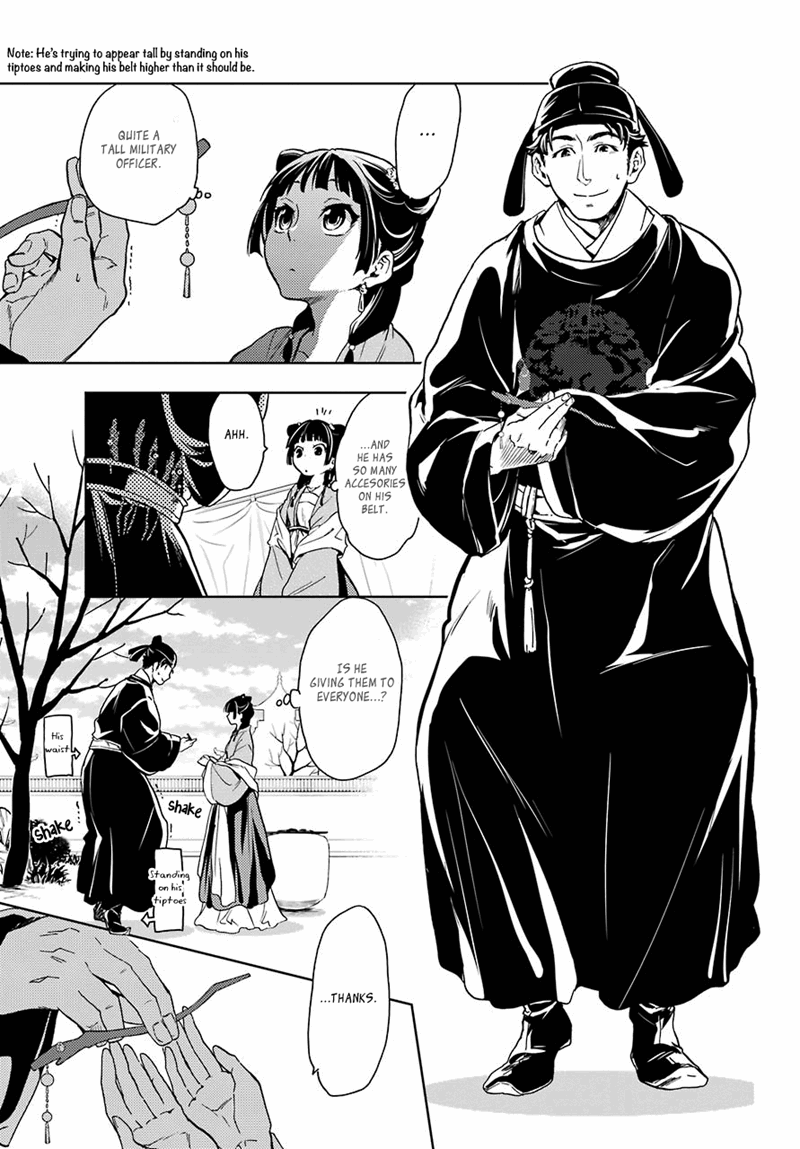 Note: He's trying to appear tall by standing on his
tiptoes and making his belt higher than it should be.
...
QUITE A
TALL MILITARY
OFFICER.
...AND
HE HAS
SO MANY
ACCESORIES
ON HIS
BELT.
AHH.
IS HE
GIVING THEM TO
EVERYONE...?
His
waist
shake
shake
Standing
on his
tiptoes
...THANKS.